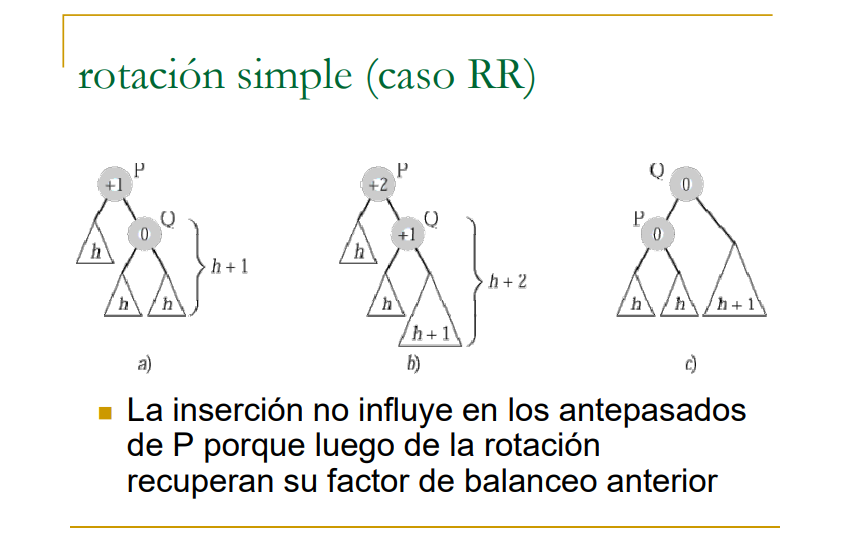 rotación simple (caso RR)
P
+1
Q
0
h
h
h
h + 1
a)
P
+2
Q
+1
h
h
h + 1
h + 2
b)
Q
0
P
0
h
h
h + 1
c)
La inserción no influye en los antepasados
de P porque luego de la rotación
recuperan su factor de balanceo anterior